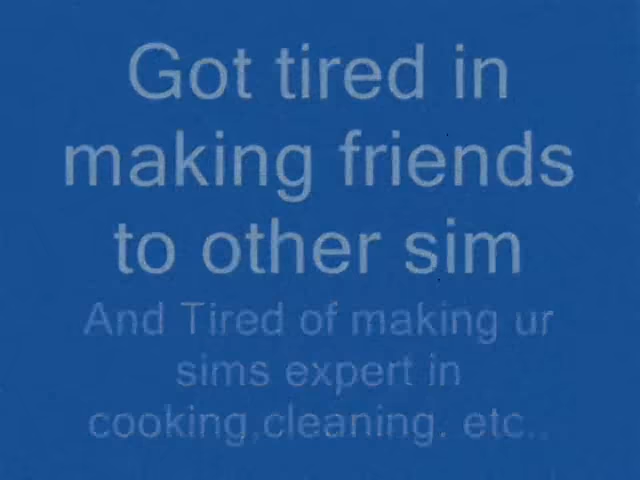 Got tired in
making friends
to other sim
And Tired of making ur
sims expert in
cooking,cleaning. etc..